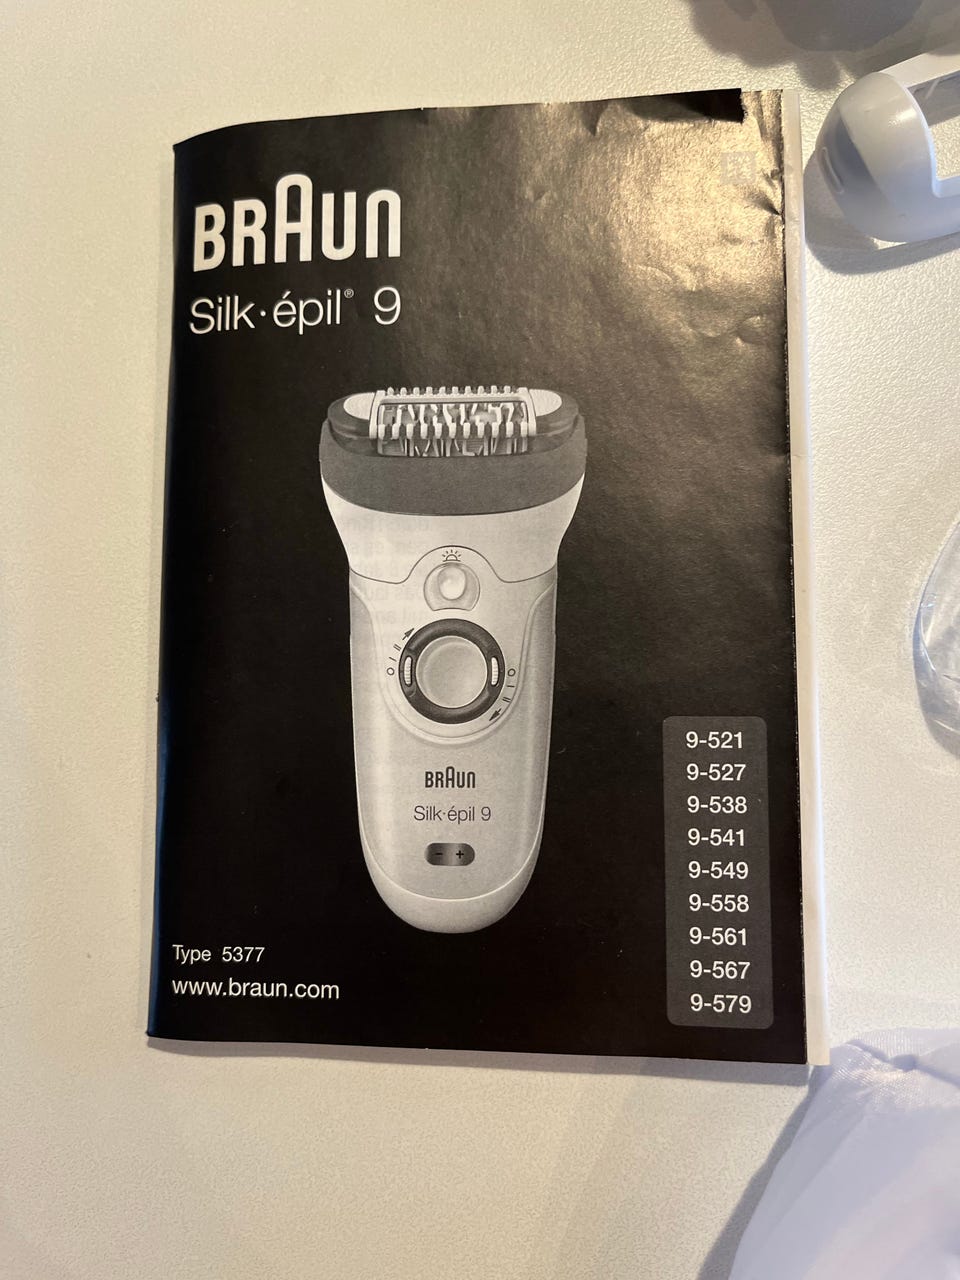 BRAUN
Silk·épil® 9
BRAUN
Silk·épil 9
- +
9-521
9-527
9-538
9-541
9-549
9-558
9-561
9-567
9-579
Type 5377
www.braun.com